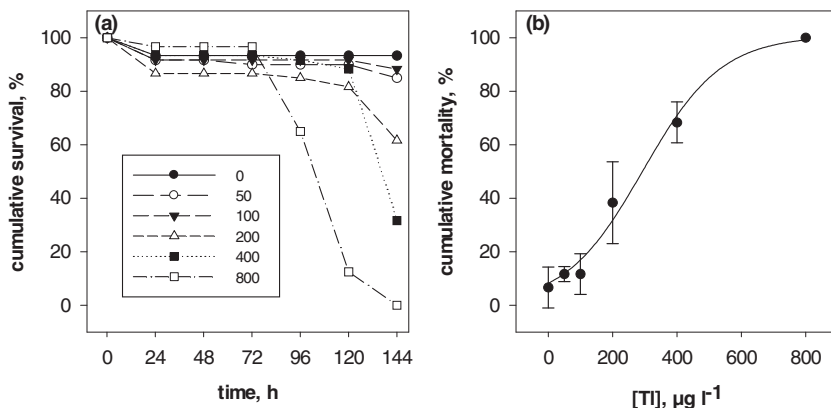 (a)
100
80
60
40
20
0
cumulative survival, %
0
50
100
200
400
800
0 24 48 72 96 120 144
time, h
(b)
100
80
60
40
20
0
cumulative mortality, %
0 200 400 600 800
[Tl], µg l-1